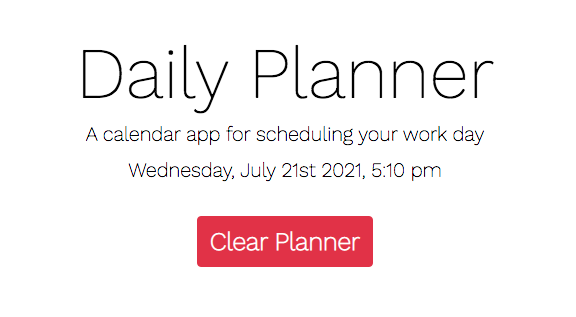 Daily Planner
A calendar app for scheduling your work day
Wednesday, July 21st 2021, 5:10 pm
Clear Planner